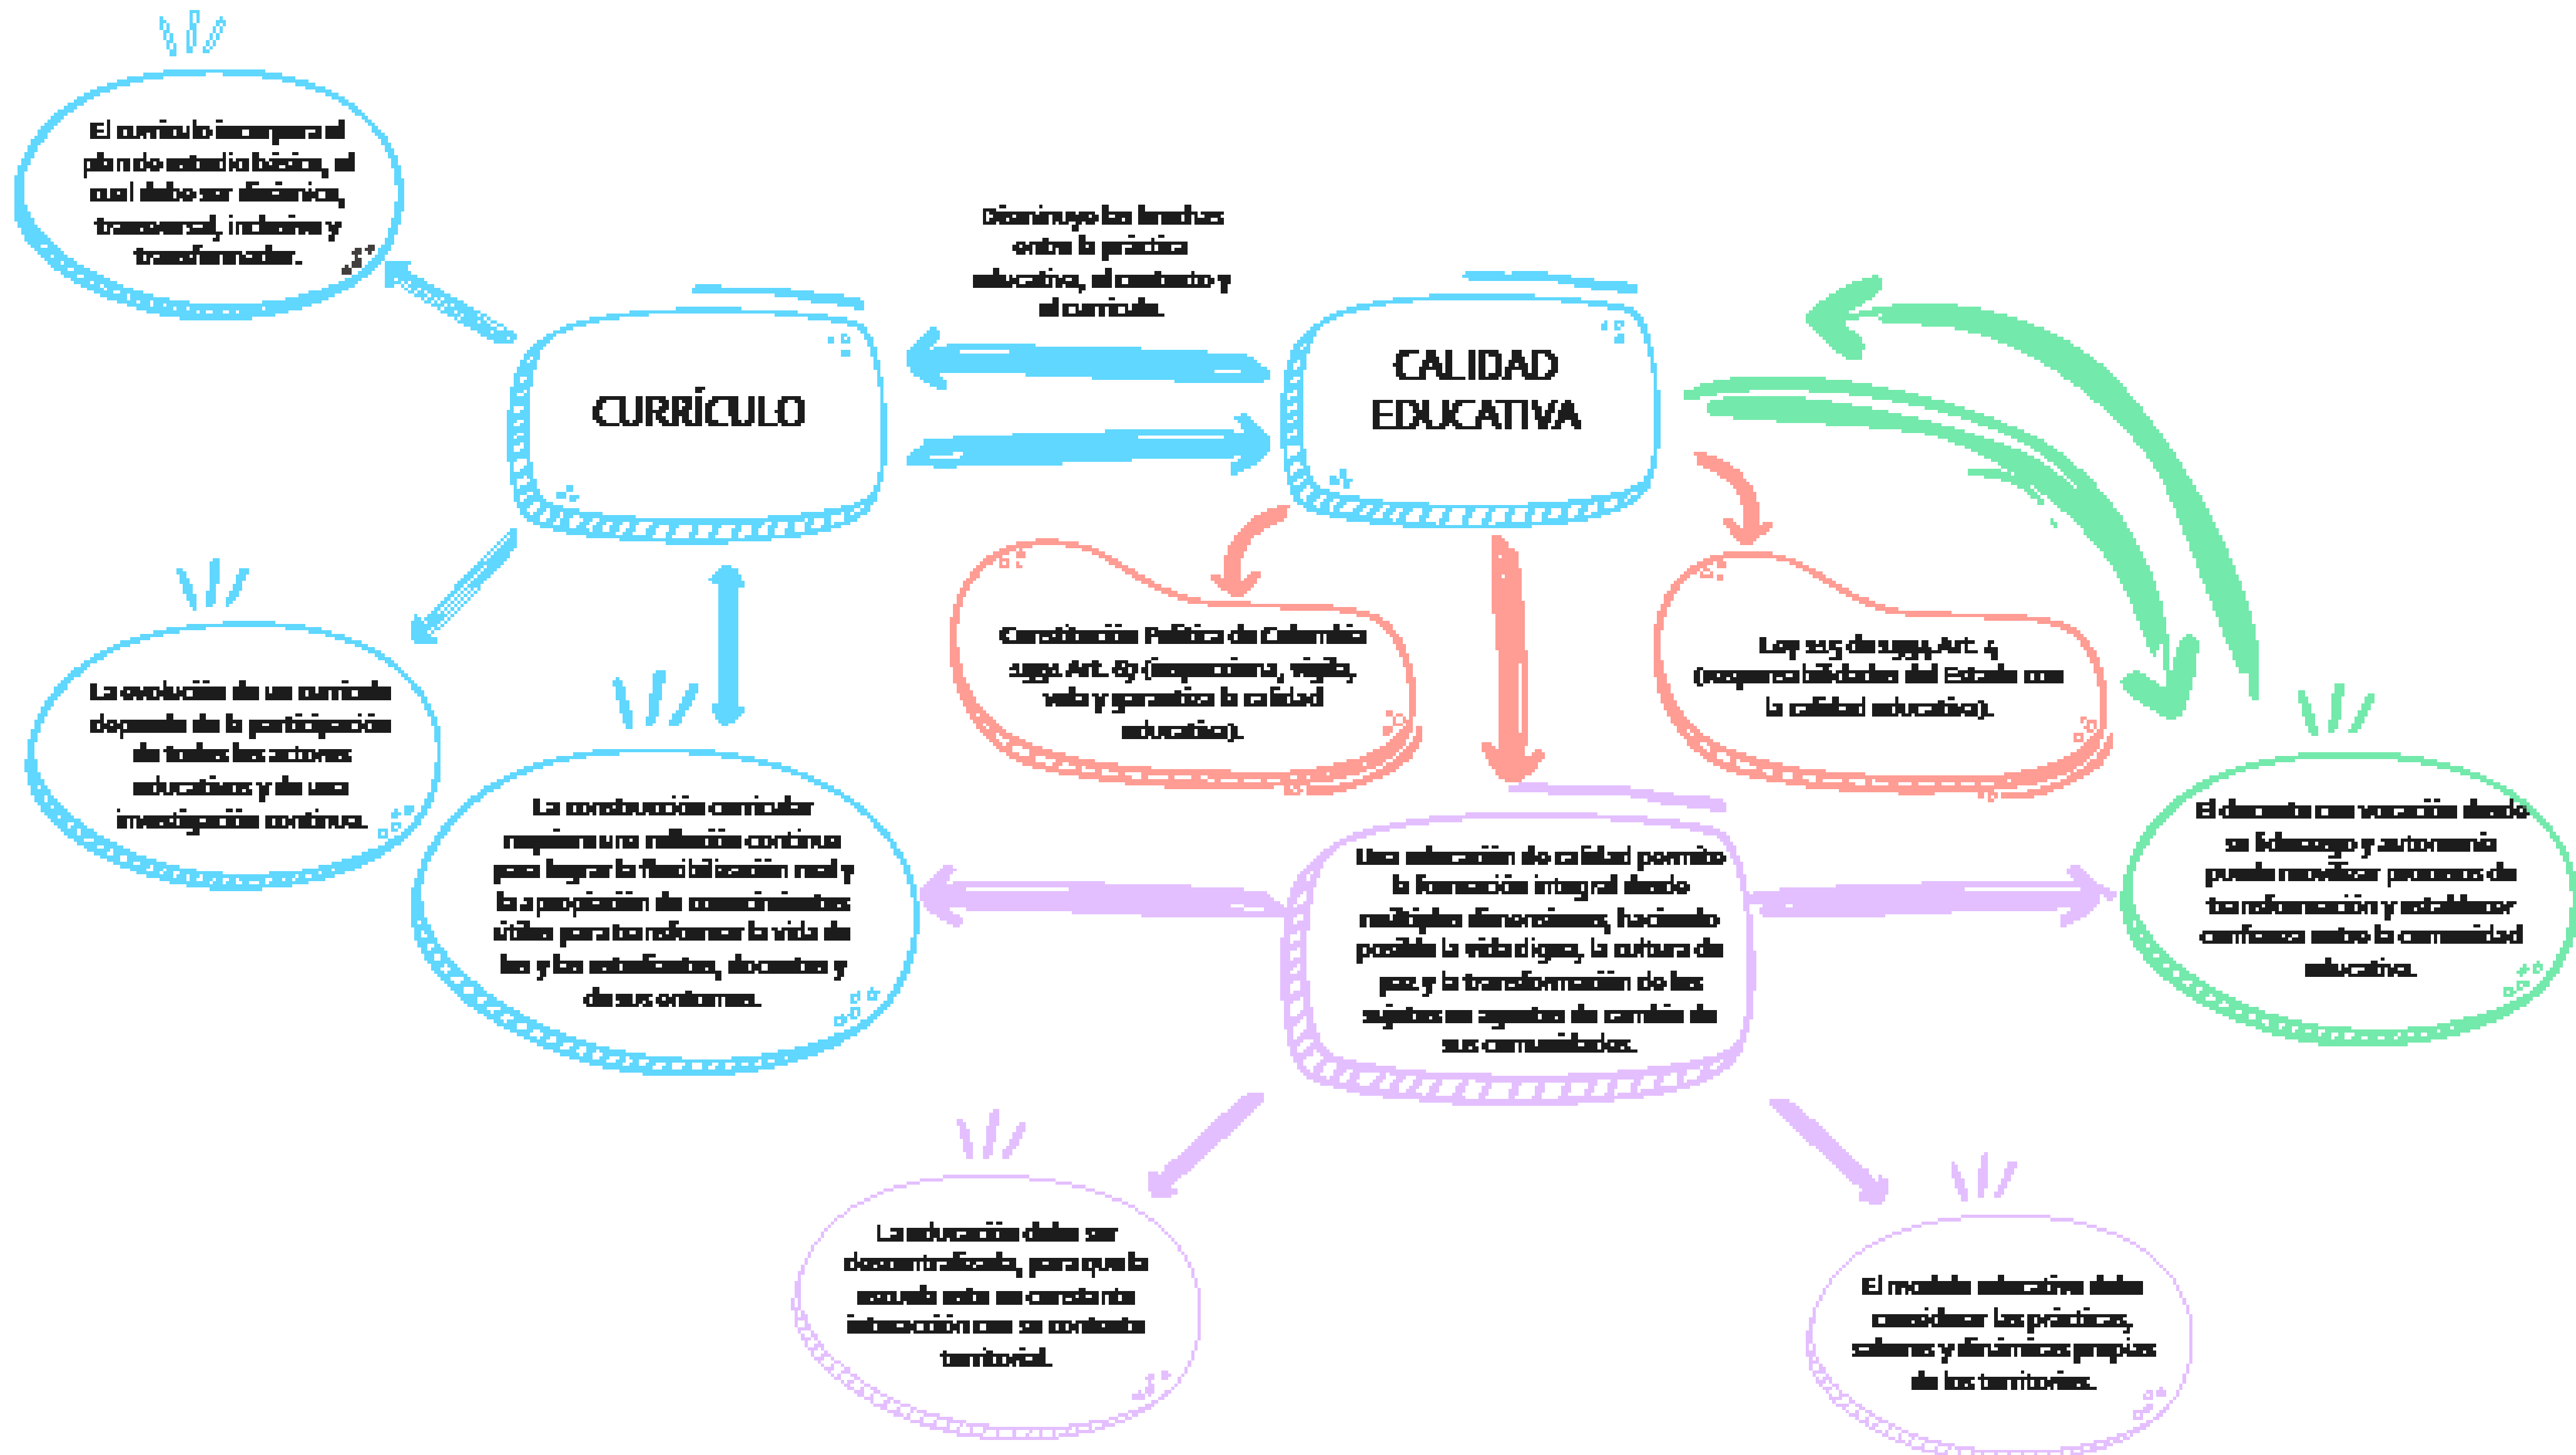 El currículo incorpora el
plan de estudio básico, el
cual debe ser dinámico,
transversal, inclusivo y
transformador.
Disminuye las brechas
entre la práctica
educativa, el contexto y
el currículo.
CURRÍCULO
CALIDAD
EDUCATIVA
La evolución de un currículo
depende de la participación
de todos los actores
educativos y de una
investigación continua.
La construcción curricular
requiere una reflexión continua
para lograr la flexibilización real y
la apropiación de conocimientos
útiles para transformar la vida de
los y las estudiantes, docentes y
de sus entornos.
Constitución Política de Colombia
1991 Art. 67 (inspecciona, vigila,
vela y garantiza la calidad
educativa).
Ley 115 de 1994 Art. 4
(responsabilidades del Estado con
la calidad educativa).
Una educación de calidad permite
la formación integral desde
múltiples dimensiones, haciendo
posible la vida digna, la cultura de
paz y la transformación de los
sujetos en agentes de cambio de
sus comunidades.
El docente con vocación desde
su liderazgo y autonomía
puede movilizar procesos de
transformación y establecer
confianza entre la comunidad
educativa.
La educación debe ser
descentralizada, para que la
escuela este en constante
interacción con su contexto
territorial.
El modelo educativo debe
considerar las prácticas,
saberes y dinámicas propias
de los territorios.